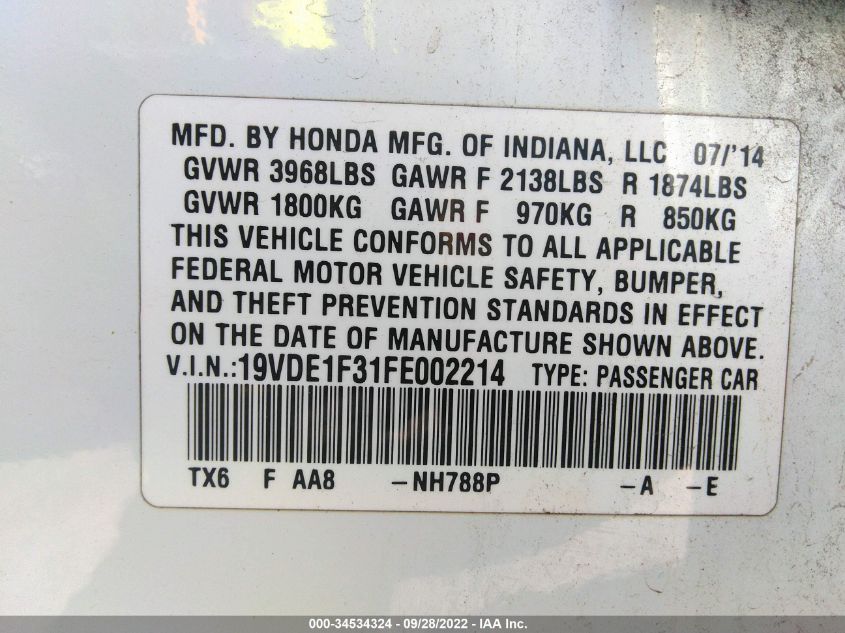 MFD. BY HONDA MFG. OF INDIANA, LLC 07/'14
GVWR 3968LBS GAWR F 2138LBS R 1874LBS
GVWR 1800KG GAWR F 970KG R 850KG
THIS VEHICLE CONFORMS TO ALL APPLICABLE
FEDERAL MOTOR VEHICLE SAFETY, BUMPER,
AND THEFT PREVENTION STANDARDS IN EFFECT
ON THE DATE OF MANUFACTURE SHOWN ABOVE.
V.I.N.:19VDE1F31FE002214 TYPE: PASSENGER CAR
TX6 F AA8 -NH788P -A -E
000-34534324 - 09/28/2022 - IAA Inc.